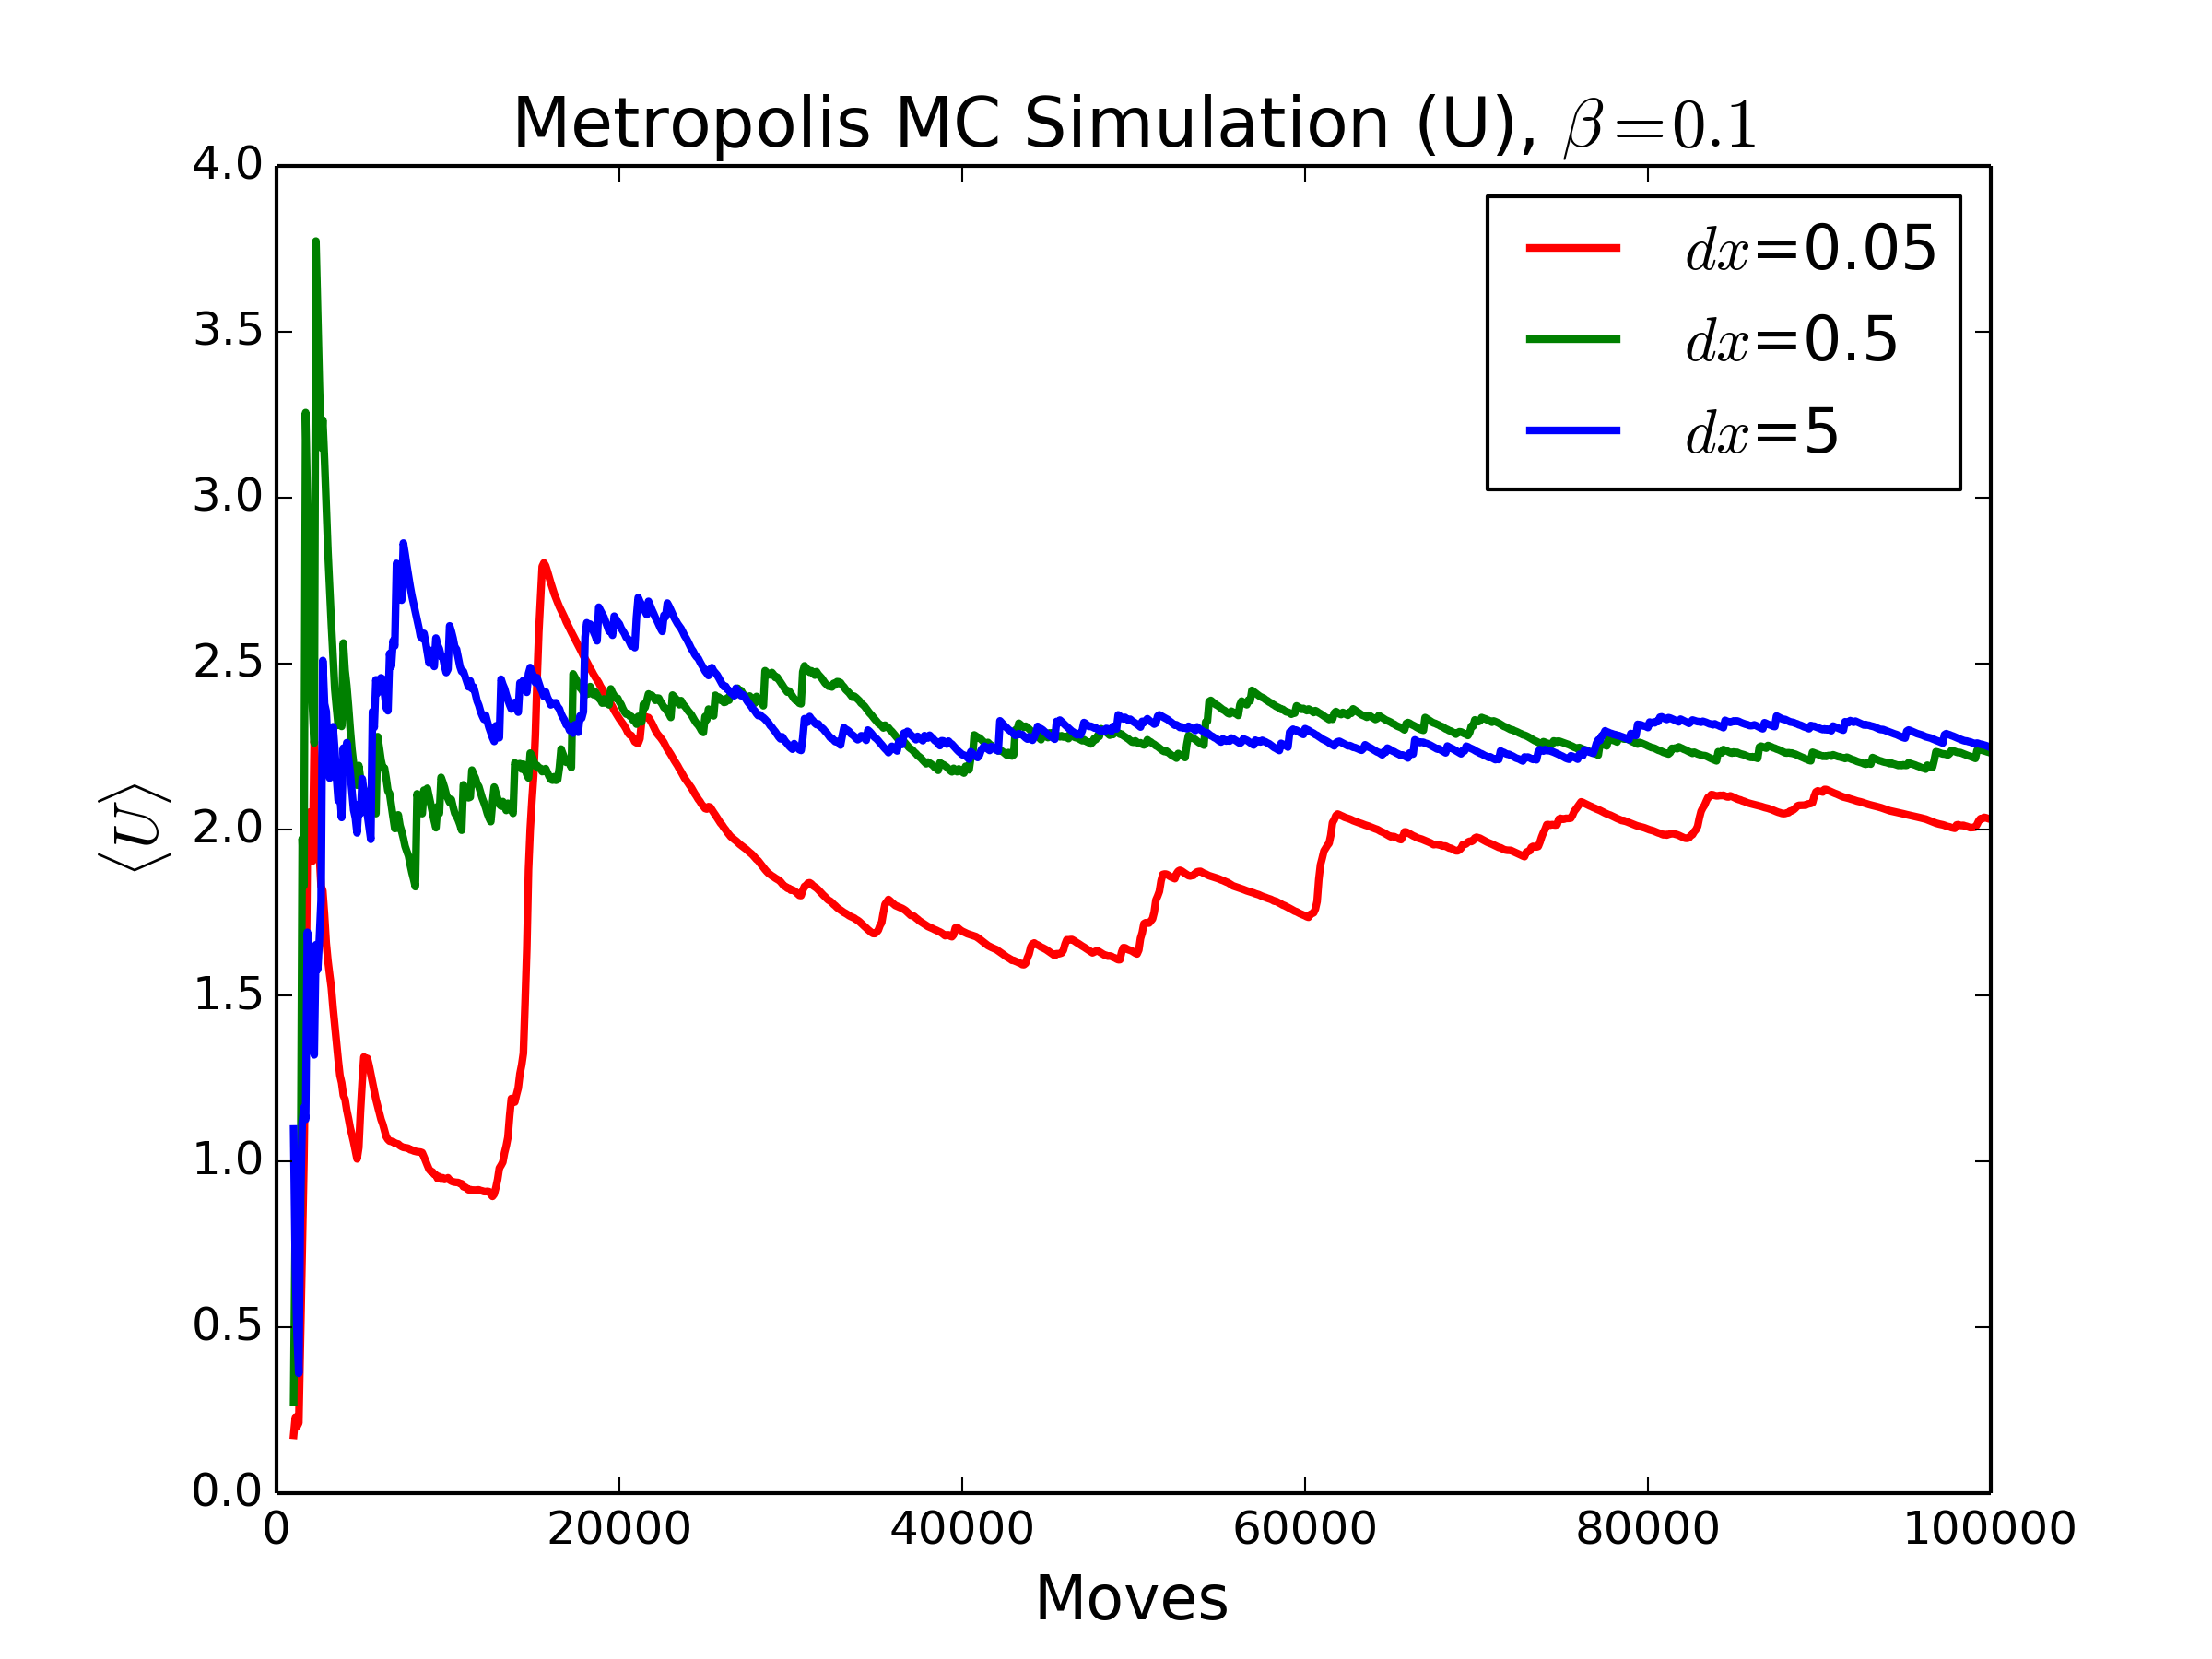 Metropolis MC Simulation (U), β=0.1
4.0
3.5
3.0
2.5
2.0
1.5
1.0
0.5
0.0
⟨U⟩
dx=0.05
dx=0.5
dx=5
0 20000 40000 60000 80000 100000
Moves